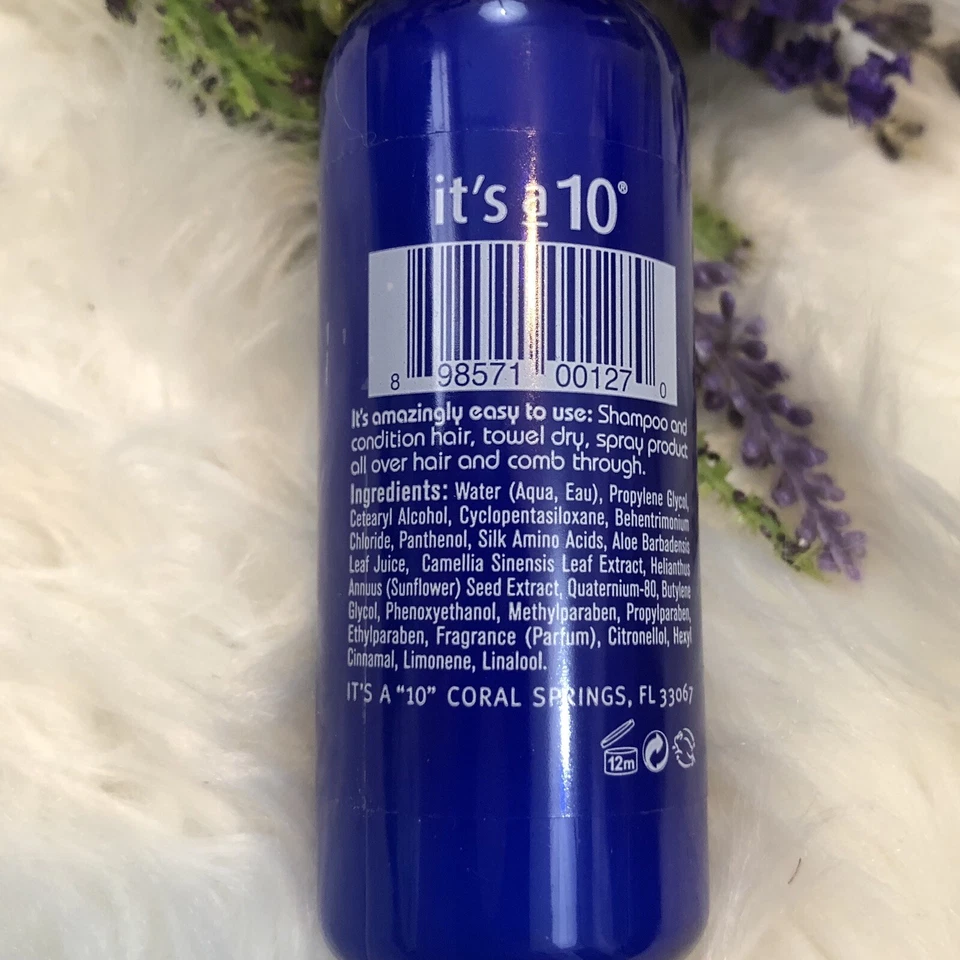 it's a 10®
8 98571 00127 0
It's amazingly easy to use: Shampoo and
condition hair, towel dry, spray product
all over hair and comb through.
Ingredients: Water (Aqua, Eau), Propylene Glycol,
Cetearyl Alcohol, Cyclopentasiloxane, Behentrimonium
Chloride, Panthenol, Silk Amino Acids, Aloe Barbadensis
Leaf Juice, Camellia Sinensis Leaf Extract, Helianthus
Annuus (Sunflower) Seed Extract, Quaternium-80, Butylene
Glycol, Phenoxyethanol, Methylparaben, Propylparaben,
Ethylparaben, Fragrance (Parfum), Citronellol, Hexyl
Cinnamal, Limonene, Linalool.
IT'S A "10" CORAL SPRINGS, FL 33067
12m